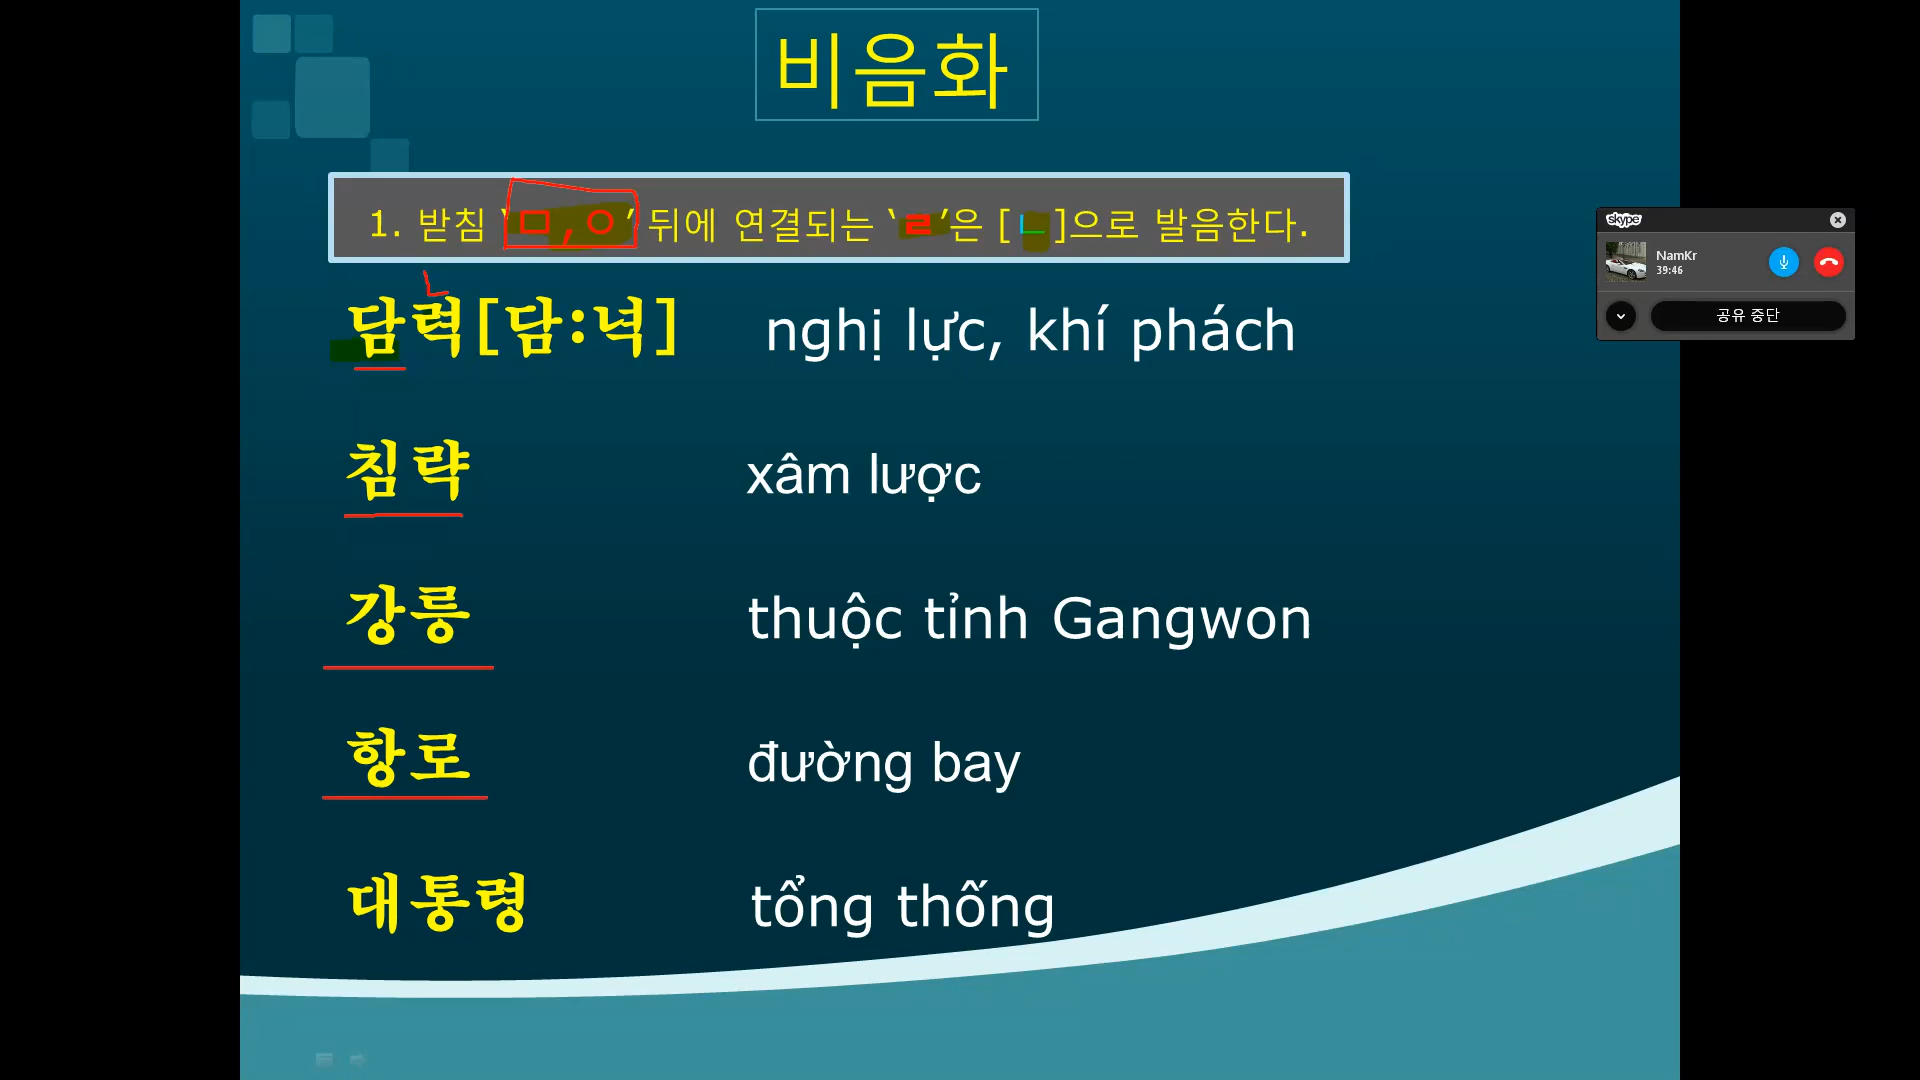 비음화
1. 받침 ‘ㅁ,ㅇ’ 뒤에 연결되는 ‘ㄹ’은 [ㄴ]으로 발음한다.
담력[담:녁] nghị lực, khí phách
침략 xâm lược
강릉 thuộc tỉnh Gangwon
항로 đường bay
대통령 tổng thống
skype
NamKr
39:46
공유 중단